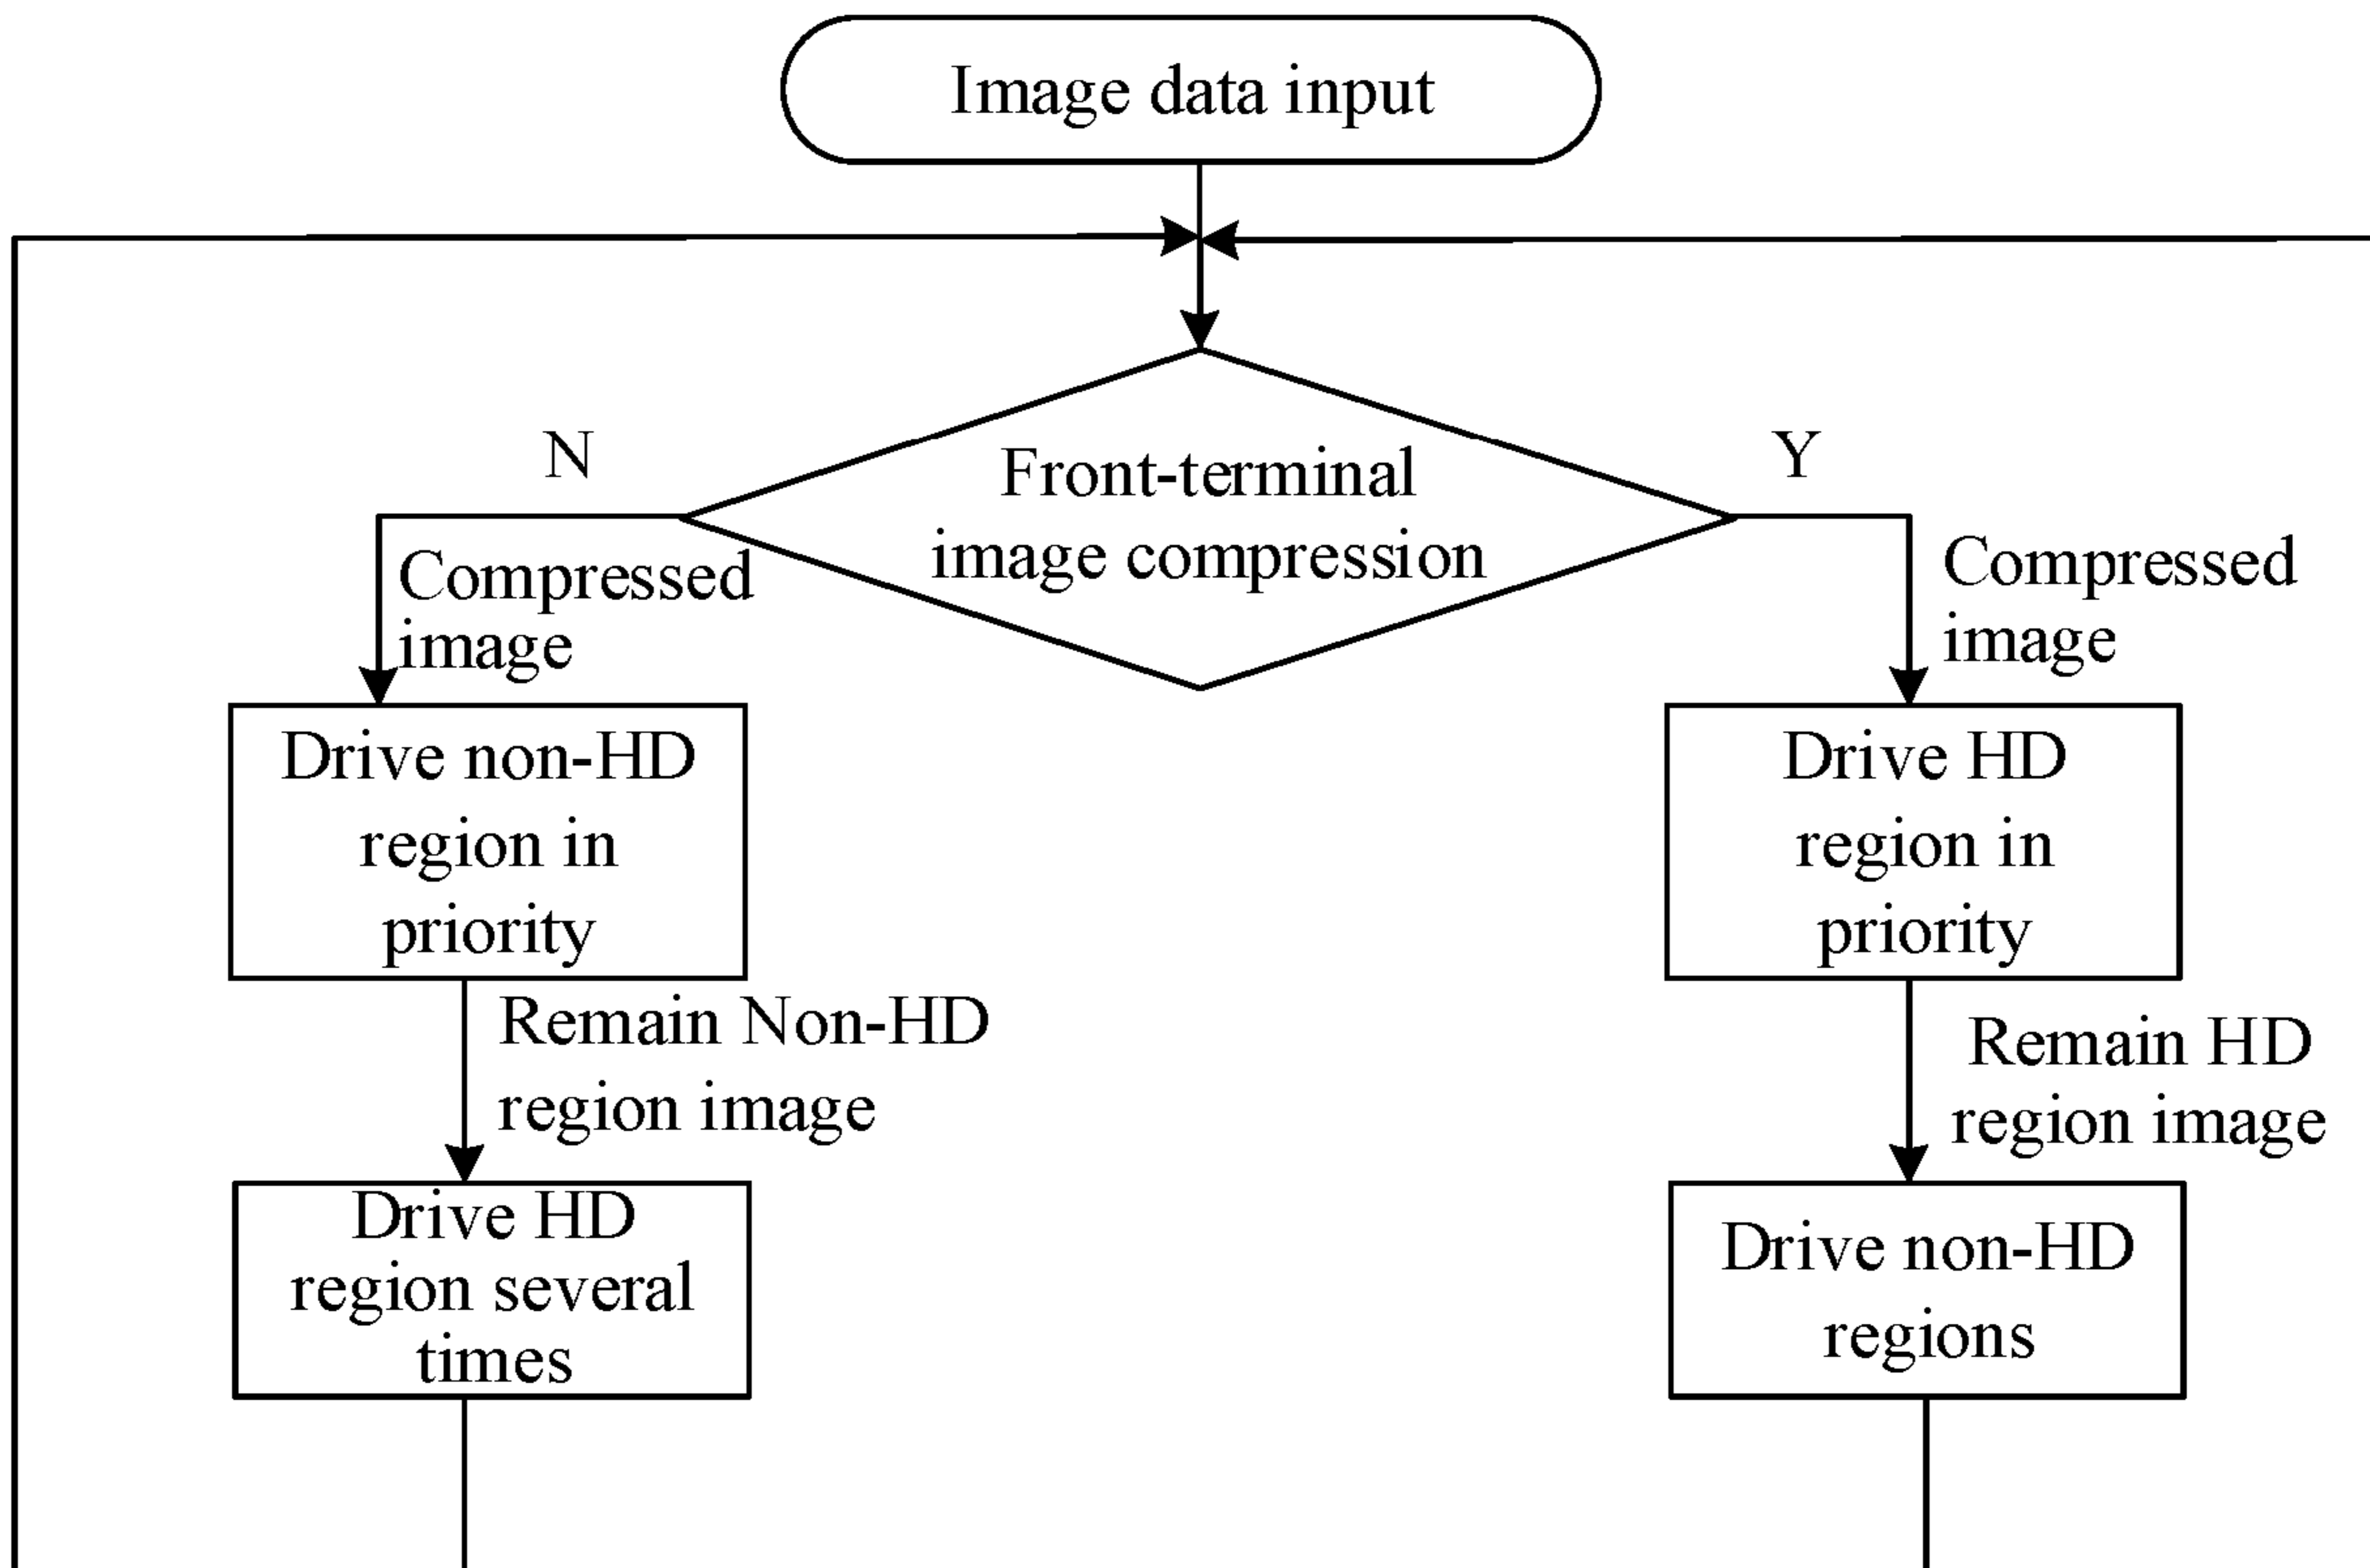 Image data input
N
Y
Front-terminal
image compression
Compressed
image
Compressed
image
Drive non-HD
region in
priority
Drive HD
region in
priority
Remain Non-HD
region image
Remain HD
region image
Drive HD
region several
times
Drive non-HD
regions